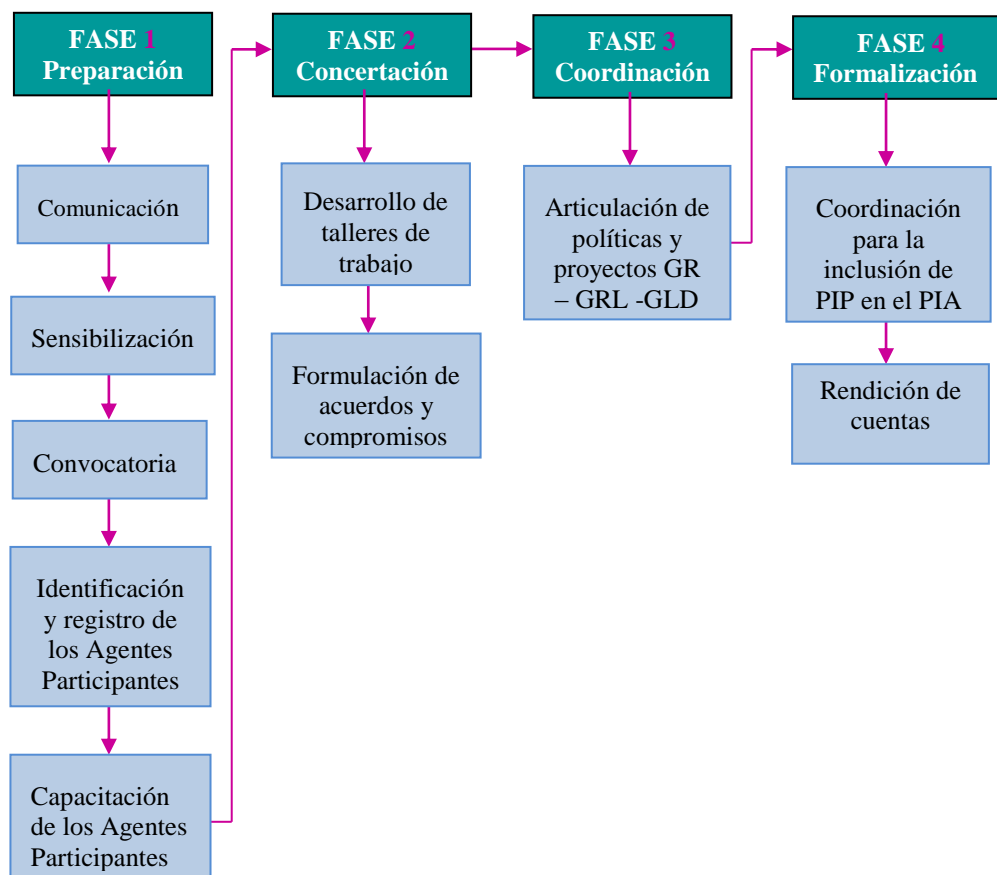 FASE 1
Preparación
Comunicación
Sensibilización
Convocatoria
Identificación
y registro de
los Agentes
Participantes
Capacitación
de los Agentes
Participantes
FASE 2
Concertación
Desarrollo de
talleres de
trabajo
Formulación de
acuerdos y
compromisos
FASE 3
Coordinación
Articulación de
políticas y
proyectos GR
– GRL -GLD
FASE 4
Formalización
Coordinación
para la
inclusión de
PIP en el PIA
Rendición de
cuentas